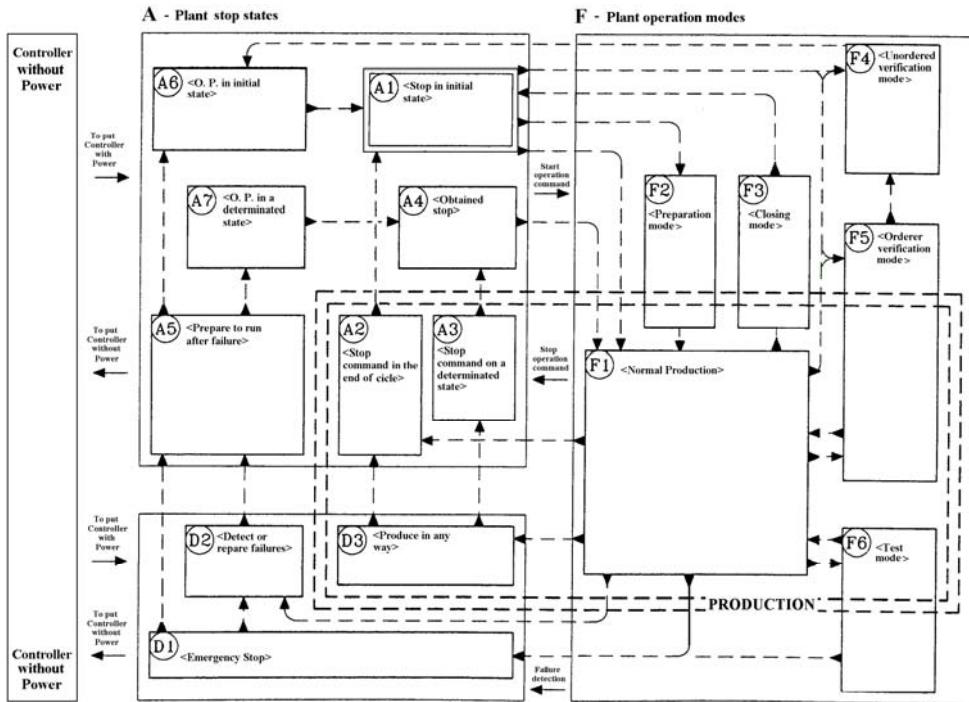 A - Plant stop states
F - Plant operation modes
Controller
without
Power
To put
Controller
with
Power
To put
Controller
without
Power
To put
Controller
with
Power
To put
Controller
without
Power
Controller
without
Power
A6
<O. P. in initial
state>
A1
<Stop in initial
state>
A7
<O. P. in a
determinated
state>
A4
<Obtained
stop>
A5
<Prepare to run
after failure>
A2
<Stop
command in the
end of cicle>
A3
<Stop
command on a
determinated
state>
D2
<Detect or
repare failures>
D3
<Produce in any
way>
D1
<Emergency Stop>
Start
operation
command
Stop
operation
command
Failure
detection
F4
<Unordered
verification
mode>
F2
<Preparation
mode>
F3
<Closing
mode>
F5
<Orderer
verification
mode>
F1
<Normal Production>
F6
<Test
mode>
PRODUCTION